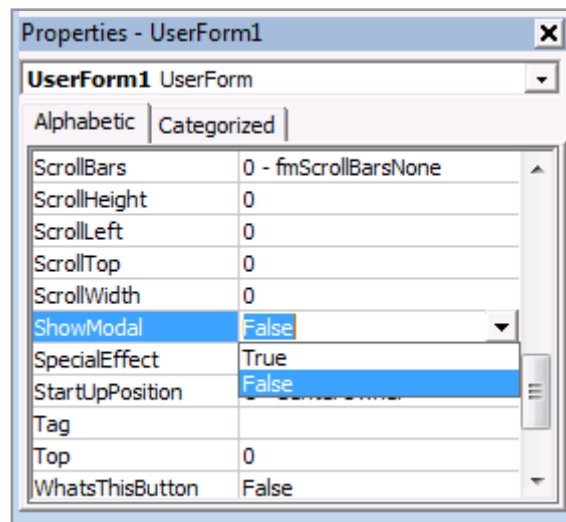 Properties - UserForm1
UserForm1 UserForm
Alphabetic Categorized
ScrollBars 0 - fmScrollBarsNone
ScrollHeight 0
ScrollLeft 0
ScrollTop 0
ScrollWidth 0
ShowModal False
SpecialEffect True
False
StartUpPosition
Tag
Top 0
WhatsThisButton False